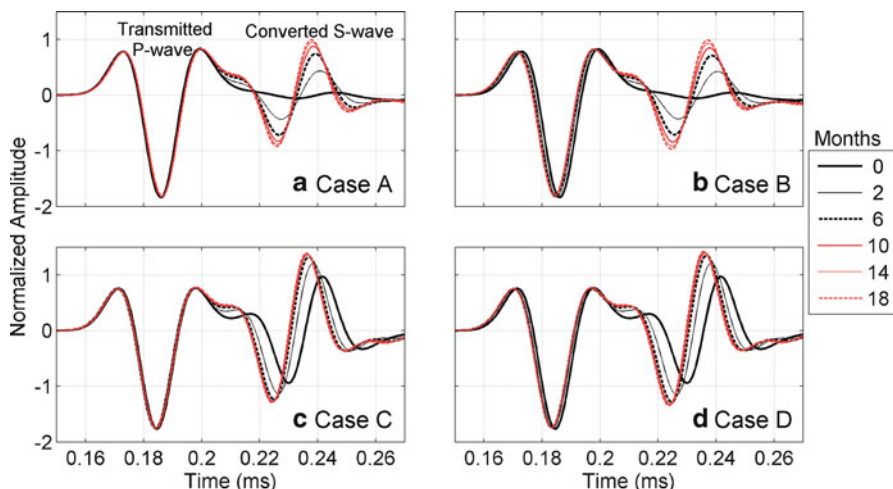 Transmitted
P-wave
Converted S-wave
1
0
-1
-2
a Case A
b Case B
Months
0
2
6
10
14
18
Normalized Amplitude
1
0
-1
-2
c Case C
d Case D
0.16 0.18 0.2 0.22 0.24 0.26
0.16 0.18 0.2 0.22 0.24 0.26
Time (ms)
Time (ms)